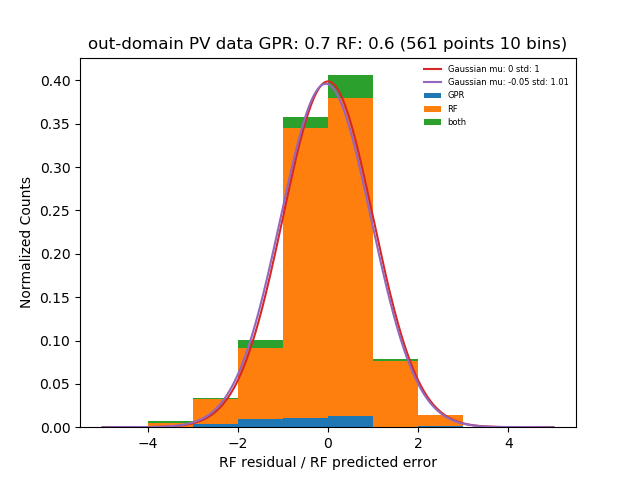 out-domain PV data GPR: 0.7 RF: 0.6 (561 points 10 bins)
Gaussian mu: 0 std: 1
Gaussian mu: -0.05 std: 1.01
GPR
RF
both
Normalized Counts
0.40
0.35
0.30
0.25
0.20
0.15
0.10
0.05
0.00
−4
−2
0
2
4
RF residual / RF predicted error